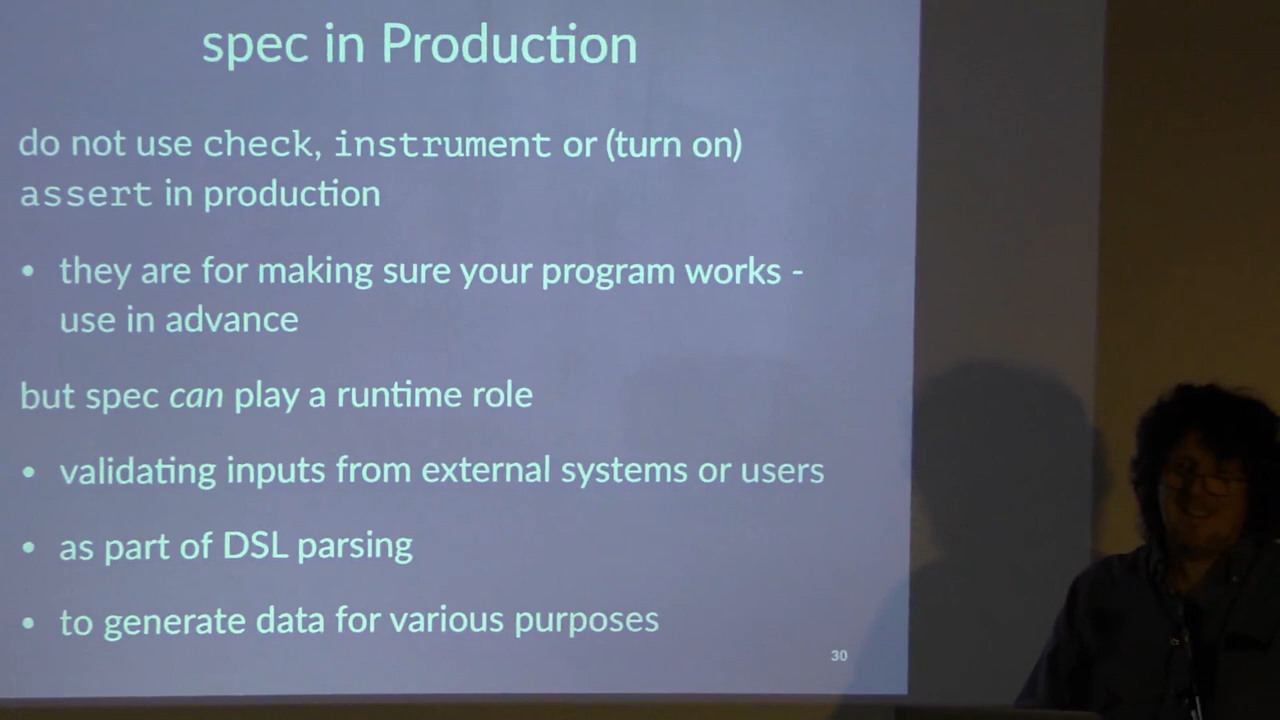 spec in Production
do not use check, instrument or (turn on)
assert in production
• they are for making sure your program works -
use in advance
but spec can play a runtime role
• validating inputs from external systems or users
• as part of DSL parsing
• to generate data for various purposes
30